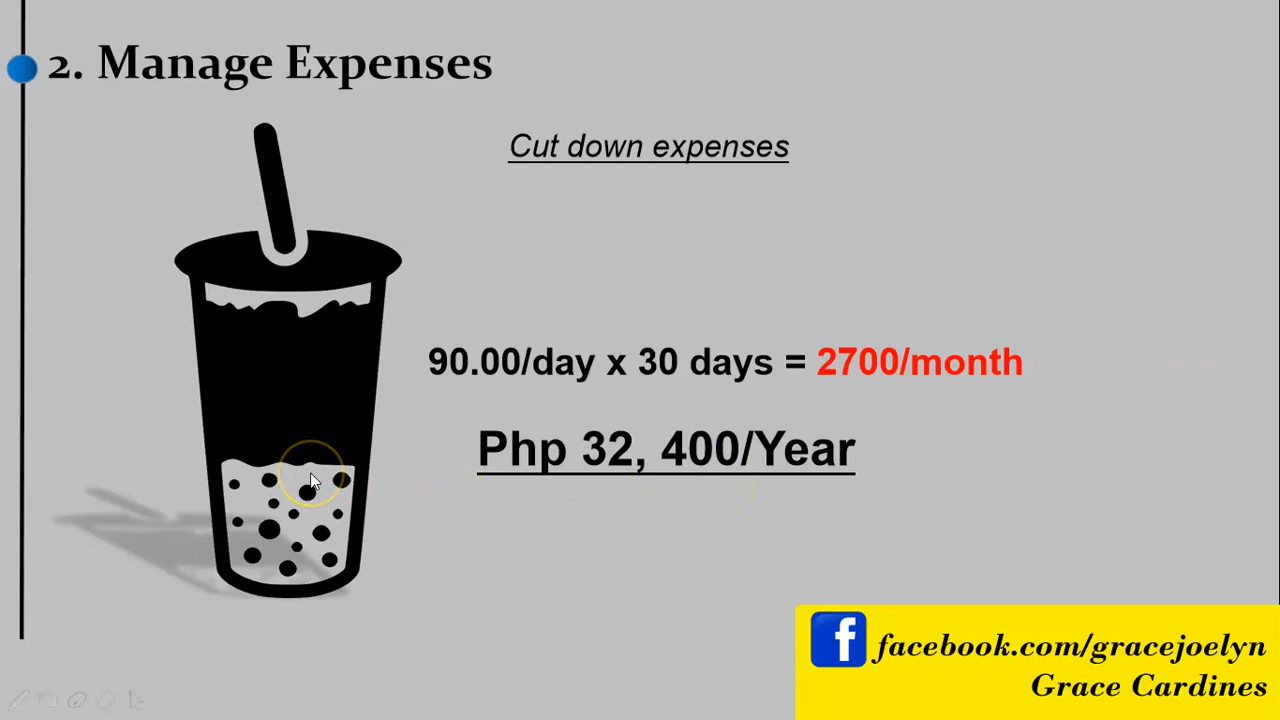 2. Manage Expenses
Cut down expenses
90.00/day x 30 days = 2700/month
Php 32, 400/Year
f facebook.com/gracejoelyn
Grace Cardines